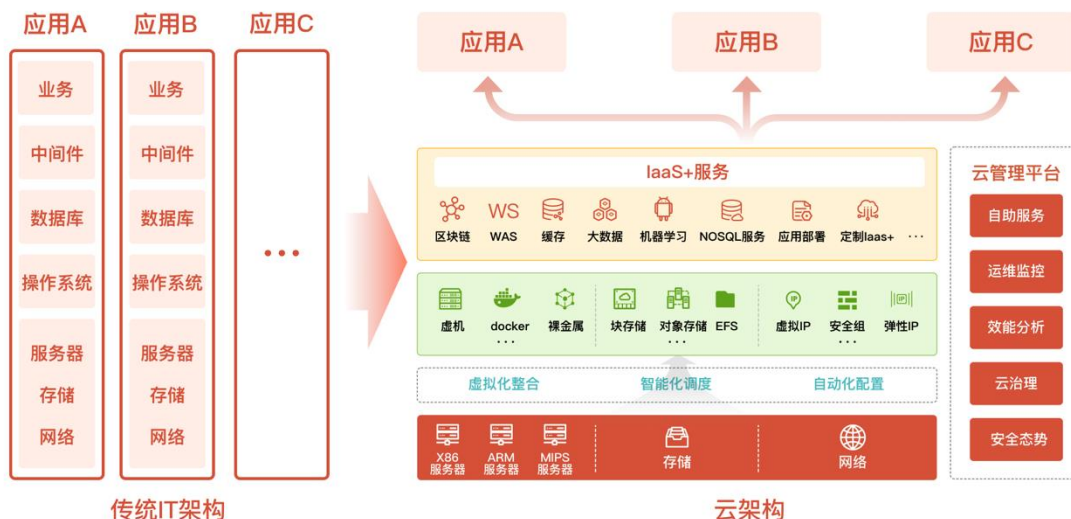 应用A
业务
中间件
数据库
操作系统
服务器
存储
网络
应用B
业务
中间件
数据库
操作系统
服务器
存储
网络
应用C
...
传统IT架构
应用A
应用B
应用C
IaaS+服务
WS
区块链
WAS
缓存
大数据
机器学习
NOSQL服务
应用部署
定制Iaas+
...
IP
IP
虚机
docker
裸金属
...
块存储
对象存储
EFS
...
虚拟IP
安全组
弹性IP
...
虚拟化整合
智能化调度
自动化配置
X86
服务器
ARM
服务器
MIPS
服务器
存储
网络
云管理平台
自助服务
运维监控
效能分析
云治理
安全态势
云架构